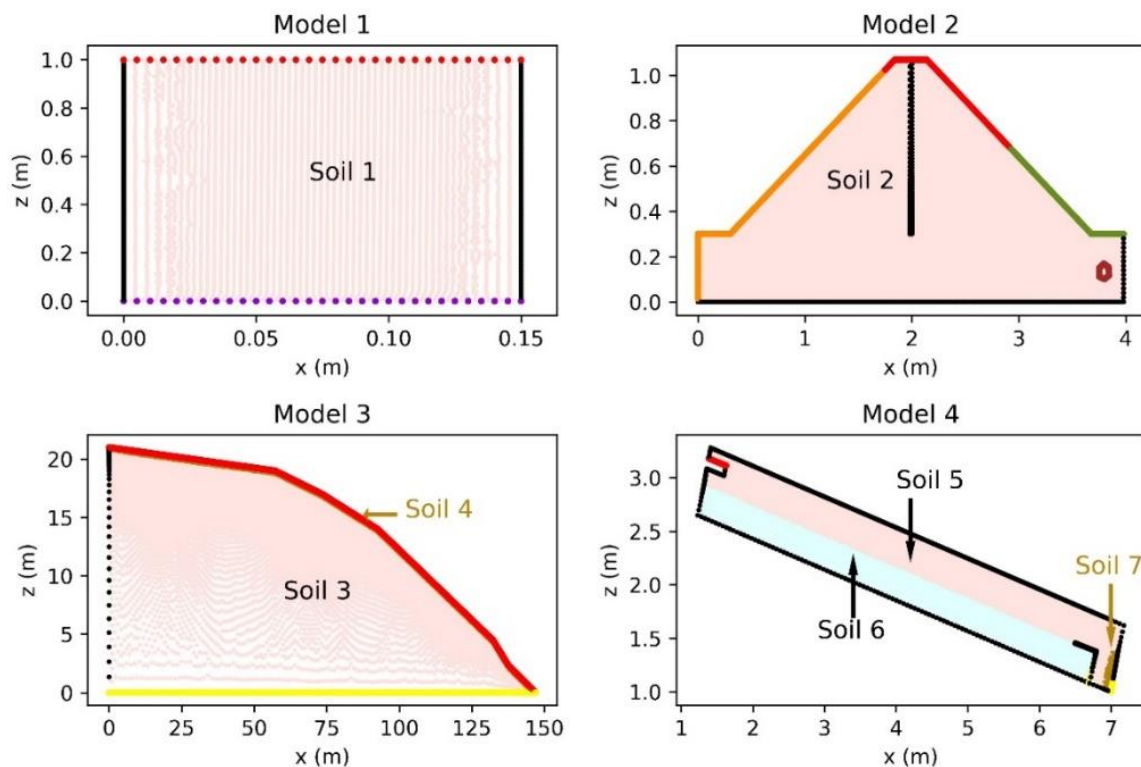 Model 1
1.0
0.8
0.6
0.4
0.2
0.0
z (m)
Soil 1
0.00
0.05
0.10
0.15
x (m)
Model 2
1.0
0.8
0.6
0.4
0.2
0.0
z (m)
Soil 2
0
1
2
3
4
x (m)
Model 3
20
15
10
5
0
z (m)
Soil 4
Soil 3
0
25
50
75
100
125
150
x (m)
Model 4
3.0
2.5
2.0
1.5
1.0
z (m)
Soil 5
Soil 7
Soil 6
1
2
3
4
5
6
7
x (m)